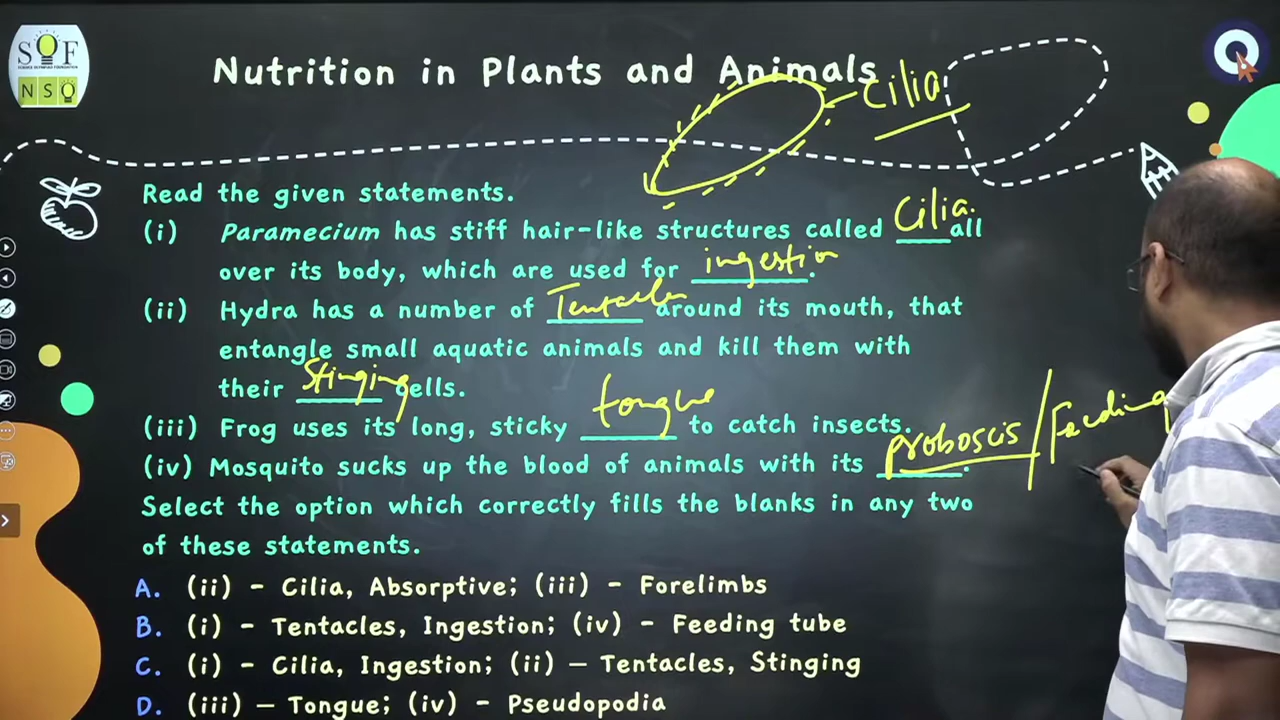 SOF
SCIENCE OLYMPIAD FOUNDATION
NSO
Nutrition in Plants and Animals
cilia
Read the given statements.
(i) Paramecium has stiff hair-like structures called Cilia. all
over its body, which are used for ingestion.
(ii) Hydra has a number of Tentacles around its mouth, that
entangle small aquatic animals and kill them with
their Stinging cells.
(iii) Frog uses its long, sticky tongue to catch insects.
(iv) Mosquito sucks up the blood of animals with its proboscis / Feeding.
Select the option which correctly fills the blanks in any two
of these statements.
A. (ii) - Cilia, Absorptive; (iii) - Forelimbs
B. (i) - Tentacles, Ingestion; (iv) - Feeding tube
C. (i) - Cilia, Ingestion; (ii) – Tentacles, Stinging
D. (iii) – Tongue; (iv) - Pseudopodia